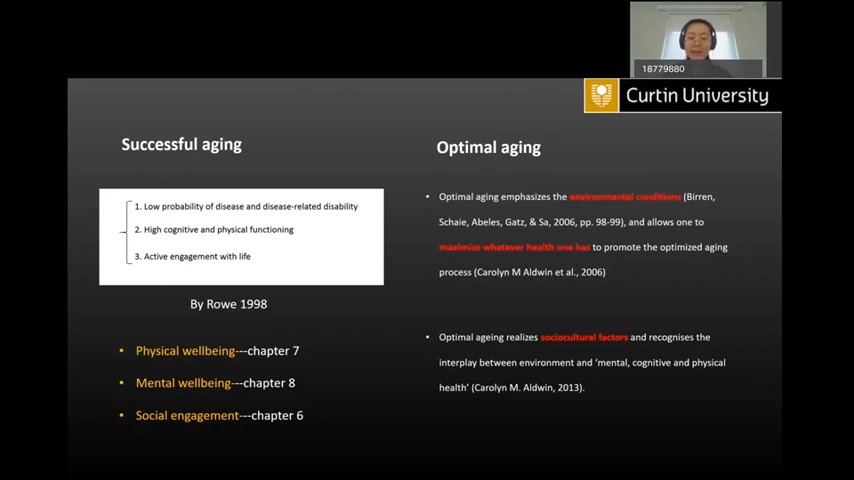 18779880
Curtin University
Successful aging
1. Low probability of disease and disease-related disability
2. High cognitive and physical functioning
3. Active engagement with life
By Rowe 1998
• Physical wellbeing---chapter 7
• Mental wellbeing---chapter 8
• Social engagement---chapter 6
Optimal aging
• Optimal aging emphasizes the environmental conditions (Birren,
Schaie, Abeles, Gatz, & Sa, 2006, pp. 98-99), and allows one to
maximize whatever health one has to promote the optimized aging
process (Carolyn M Aldwin et al., 2006)
• Optimal ageing realizes sociocultural factors and recognises the
interplay between environment and ‘mental, cognitive and physical
health’ (Carolyn M. Aldwin, 2013).